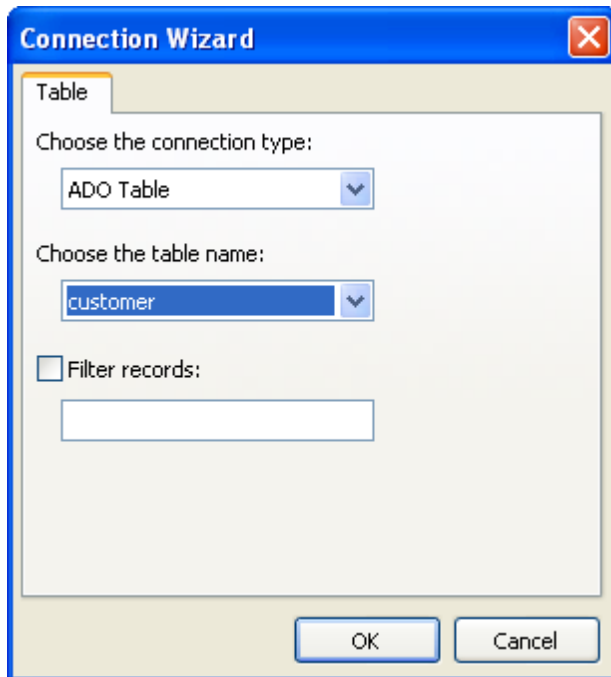 Connection Wizard
Table
Choose the connection type:
ADO Table
Choose the table name:
customer
Filter records:
OK Cancel